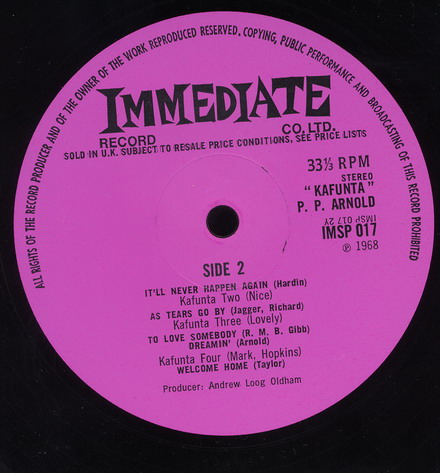 ALL RIGHTS OF THE RECORD PRODUCER AND OF THE OWNER OF THE WORK REPRODUCED RESERVED. COPYING, PUBLIC PERFORMANCE AND BROADCASTING OF THIS RECORD PROHIBITED
IMMEDIATE
RECORD CO. LTD.
SOLD IN U.K. SUBJECT TO RESALE PRICE CONDITIONS, SEE PRICE LISTS
33⅓ RPM
STEREO
"KAFUNTA"
P. P. ARNOLD
IMSP 017 2Y
IMSP 017
℗ 1968
SIDE 2
IT'LL NEVER HAPPEN AGAIN (Hardin)
Kafunta Two (Nice)
AS TEARS GO BY (Jagger, Richard)
Kafunta Three (Lovely)
TO LOVE SOMEBODY (R. M. B. Gibb)
DREAMIN' (Arnold)
Kafunta Four (Mark, Hopkins)
WELCOME HOME (Taylor)
Producer: Andrew Loog Oldham